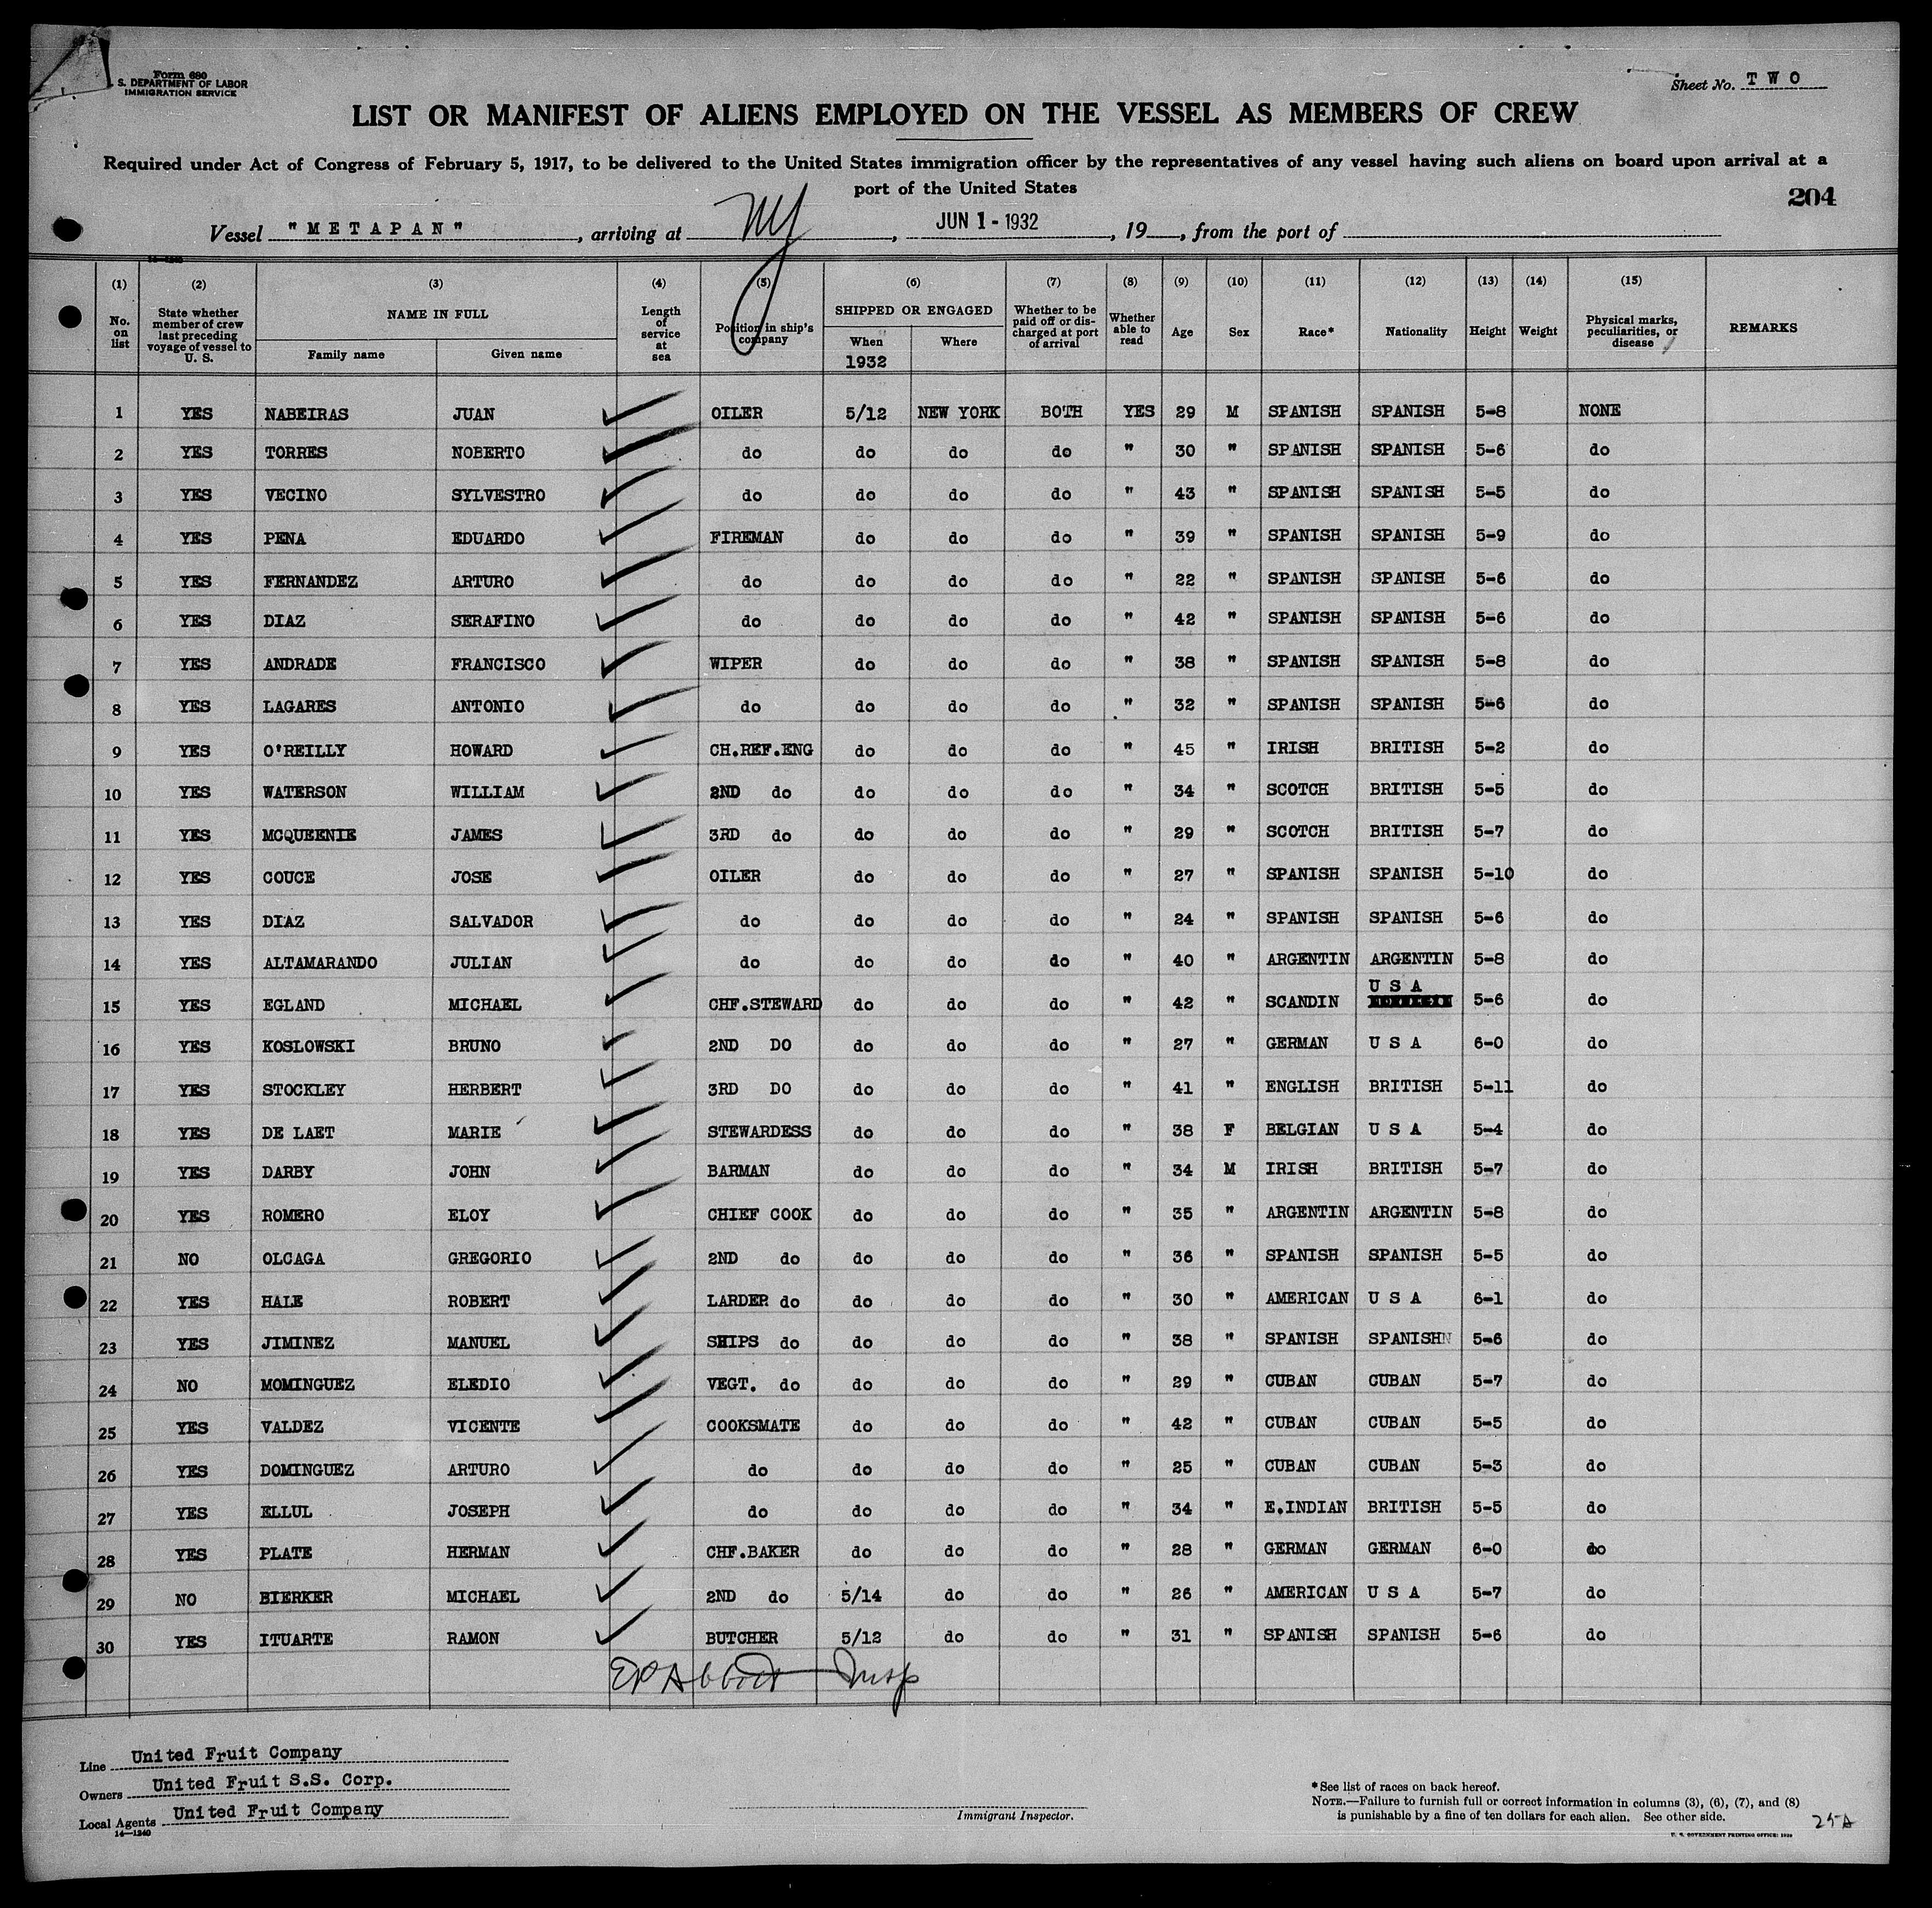 Form 680
S. DEPARTMENT OF LABOR
IMMIGRATION SERVICE
Sheet No. TWO
LIST OR MANIFEST OF ALIENS EMPLOYED ON THE VESSEL AS MEMBERS OF CREW
Required under Act of Congress of February 5, 1917, to be delivered to the United States immigration officer by the representatives of any vessel having such aliens on board upon arrival at a
port of the United States
204
Vessel "METAPAN", arriving at NY, JUN 1 - 1932, 19, from the port of
(1) (2) (3) (4) (5) (6) (7) (8) (9) (10) (11) (12) (13) (14) (15)
No. on list State whether member of crew last preceding voyage of vessel to U. S. NAME IN FULL Family name Given name Length of service at sea Position in ship's company SHIPPED OR ENGAGED When 1932 Where Whether to be paid off or discharged at port of arrival Whether able to read Age Sex Race* Nationality Height Weight Physical marks, peculiarities, or disease REMARKS
1 YES NABEIRAS JUAN OILER 5/12 NEW YORK BOTH YES 29 M SPANISH SPANISH 5-8 NONE
2 YES TORRES NOBERTO do do do do " 30 " SPANISH SPANISH 5-6 do
3 YES VECINO SYLVESTRO do do do do " 43 " SPANISH SPANISH 5-5 do
4 YES PENA EDUARDO FIREMAN do do do " 39 " SPANISH SPANISH 5-9 do
5 YES FERNANDEZ ARTURO do do do do " 22 " SPANISH SPANISH 5-6 do
6 YES DIAZ SERAFINO do do do do " 42 " SPANISH SPANISH 5-6 do
7 YES ANDRADE FRANCISCO WIPER do do do " 38 " SPANISH SPANISH 5-8 do
8 YES LAGARES ANTONIO do do do do " 32 " SPANISH SPANISH 5-6 do
9 YES O'REILLY HOWARD CH.REF.ENG do do do " 45 " IRISH BRITISH 5-2 do
10 YES WATERSON WILLIAM 2ND do do do do " 34 " SCOTCH BRITISH 5-5 do
11 YES MCQUEENIE JAMES 3RD do do do do " 29 " SCOTCH BRITISH 5-7 do
12 YES COUCE JOSE OILER do do do " 27 " SPANISH SPANISH 5-10 do
13 YES DIAZ SALVADOR do do do do " 24 " SPANISH SPANISH 5-6 do
14 YES ALTAMARANDO JULIAN do do do do " 40 " ARGENTIN ARGENTIN 5-8 do
15 YES EGLAND MICHAEL CHF.STEWARD do do do " 42 " SCANDIN U S A 5-6 do
16 YES KOSLOWSKI BRUNO 2ND DO do do do " 27 " GERMAN U S A 6-0 do
17 YES STOCKLEY HERBERT 3RD DO do do do " 41 " ENGLISH BRITISH 5-11 do
18 YES DE LAET MARIE STEWARDESS do do do " 38 F BELGIAN U S A 5-4 do
19 YES DARBY JOHN BARMAN do do do " 34 M IRISH BRITISH 5-7 do
20 YES ROMERO ELOY CHIEF COOK do do do " 35 " ARGENTIN ARGENTIN 5-8 do
21 NO OLCAGA GREGORIO 2ND do do do do " 36 " SPANISH SPANISH 5-5 do
22 YES HALE ROBERT LARDER do do do do " 30 " AMERICAN U S A 6-1 do
23 YES JIMINEZ MANUEL SHIPS do do do do " 38 " SPANISH SPANISHN 5-6 do
24 NO MOMINGUEZ ELEDIO VEGT. do do do do " 29 " CUBAN CUBAN 5-7 do
25 YES VALDEZ VICENTE COOKSMATE do do do " 42 " CUBAN CUBAN 5-5 do
26 YES DOMINGUEZ ARTURO do do do do " 25 " CUBAN CUBAN 5-3 do
27 YES ELLUL JOSEPH do do do do " 34 " E.INDIAN BRITISH 5-5 do
28 YES PLATE HERMAN CHF.BAKER do do do " 28 " GERMAN GERMAN 6-0 do
29 NO BIERKER MICHAEL 2ND do 5/14 do do " 26 " AMERICAN U S A 5-7 do
30 YES ITUARTE RAMON BUTCHER 5/12 do do " 31 " SPANISH SPANISH 5-6 do
EP Abbott Insp
Line United Fruit Company
Owners United Fruit S.S. Corp.
Local Agents United Fruit Company
14—1240
Immigrant Inspector.
*See list of races on back hereof.
NOTE.—Failure to furnish full or correct information in columns (3), (6), (7), and (8)
is punishable by a fine of ten dollars for each alien. See other side.
U. S. GOVERNMENT PRINTING OFFICE: 1929
25A